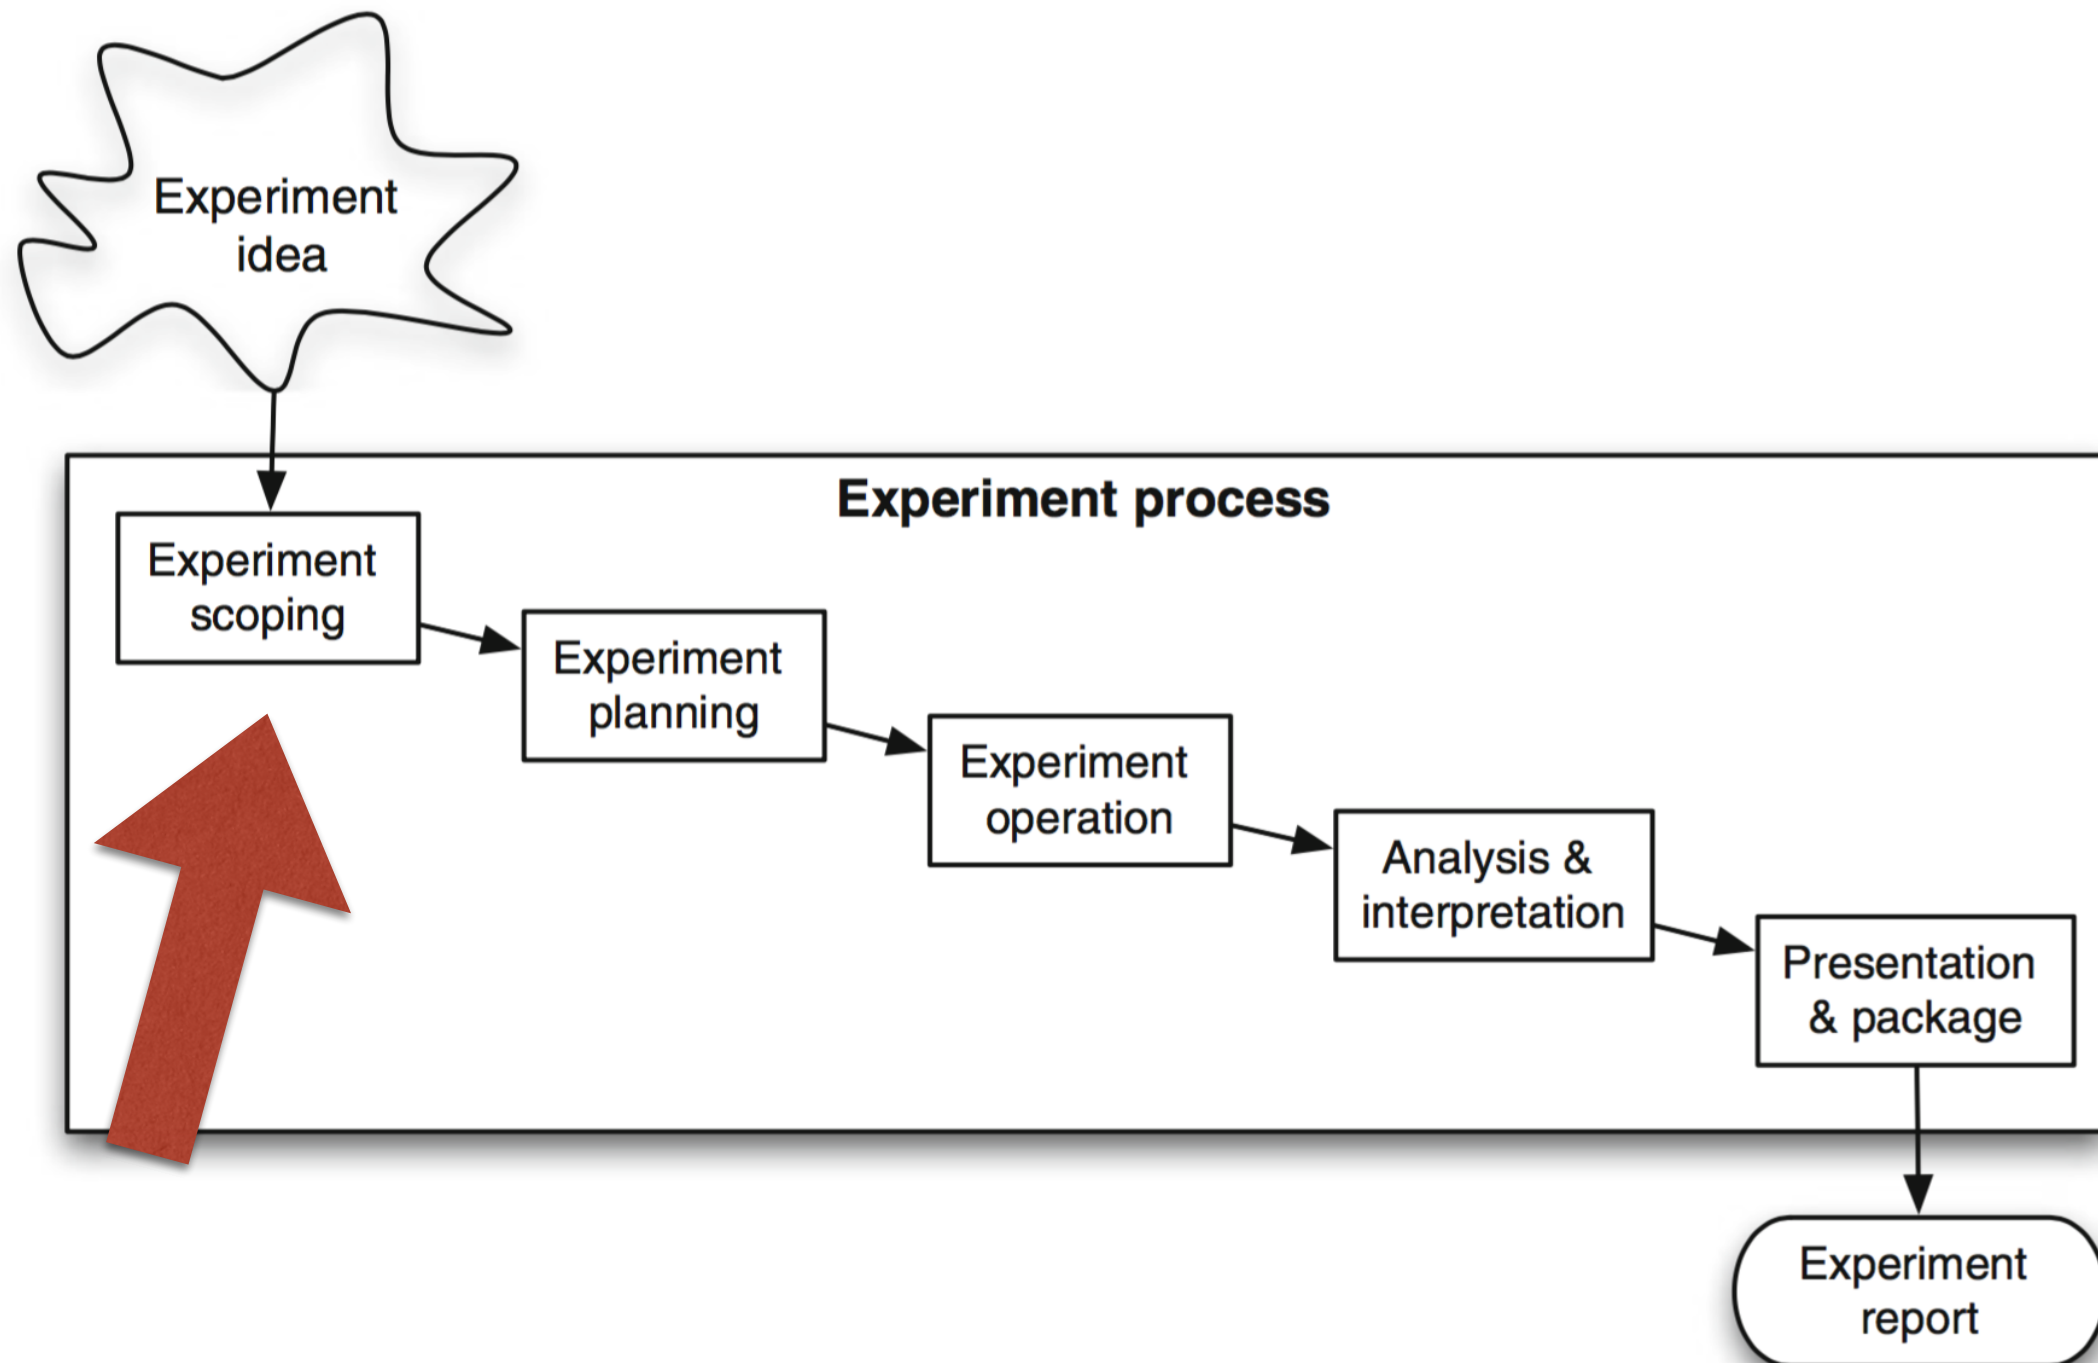 Experiment
idea
Experiment process
Experiment
scoping
Experiment
planning
Experiment
operation
Analysis &
interpretation
Presentation
& package
Experiment
report